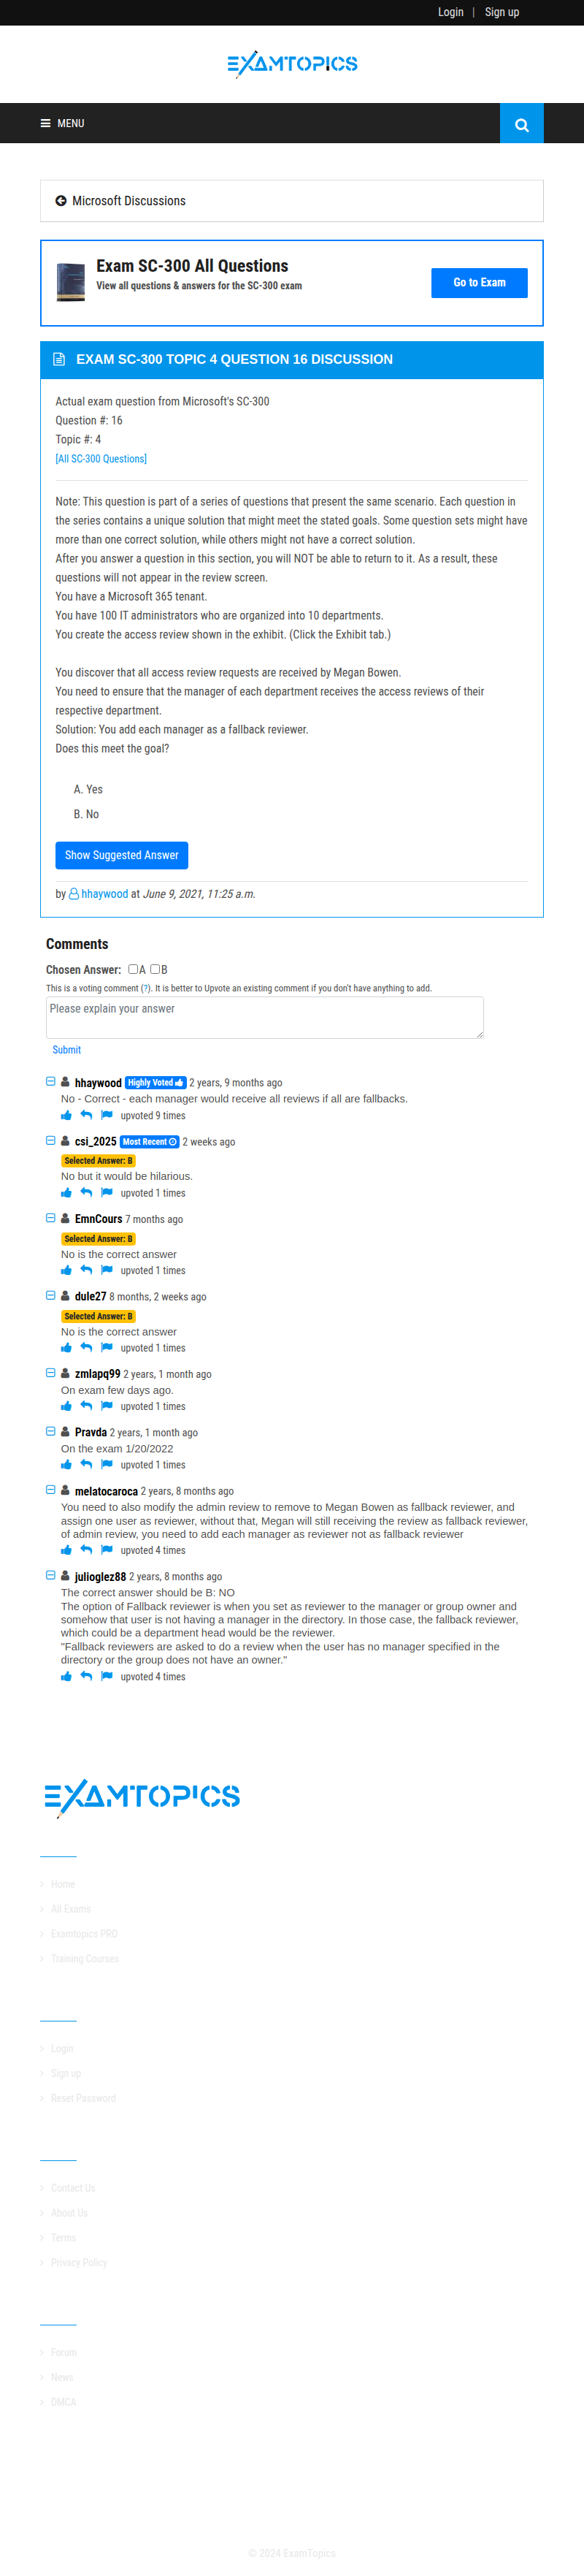 Login | Sign up
EXAMTOPICS
MENU
Microsoft Discussions
Exam SC-300 All Questions
View all questions & answers for the SC-300 exam
Go to Exam
EXAM SC-300 TOPIC 4 QUESTION 16 DISCUSSION
Actual exam question from Microsoft's SC-300
Question #: 16
Topic #: 4
[All SC-300 Questions]
Note: This question is part of a series of questions that present the same scenario. Each question in
the series contains a unique solution that might meet the stated goals. Some question sets might have
more than one correct solution, while others might not have a correct solution.
After you answer a question in this section, you will NOT be able to return to it. As a result, these
questions will not appear in the review screen.
You have a Microsoft 365 tenant.
You have 100 IT administrators who are organized into 10 departments.
You create the access review shown in the exhibit. (Click the Exhibit tab.)
You discover that all access review requests are received by Megan Bowen.
You need to ensure that the manager of each department receives the access reviews of their
respective department.
Solution: You add each manager as a fallback reviewer.
Does this meet the goal?
A. Yes
B. No
Show Suggested Answer
by hhaywood at June 9, 2021, 11:25 a.m.
Comments
Chosen Answer: A B
This is a voting comment (?). It is better to Upvote an existing comment if you don't have anything to add.
Please explain your answer
Submit
hhaywood Highly Voted 2 years, 9 months ago
No - Correct - each manager would receive all reviews if all are fallbacks.
upvoted 9 times
csi_2025 Most Recent 2 weeks ago
Selected Answer: B
No but it would be hilarious.
upvoted 1 times
EmnCours 7 months ago
Selected Answer: B
No is the correct answer
upvoted 1 times
dule27 8 months, 2 weeks ago
Selected Answer: B
No is the correct answer
upvoted 1 times
zmlapq99 2 years, 1 month ago
On exam few days ago.
upvoted 1 times
Pravda 2 years, 1 month ago
On the exam 1/20/2022
upvoted 1 times
melatocaroca 2 years, 8 months ago
You need to also modify the admin review to remove to Megan Bowen as fallback reviewer, and
assign one user as reviewer, without that, Megan will still receiving the review as fallback reviewer,
of admin review, you need to add each manager as reviewer not as fallback reviewer
upvoted 4 times
julioglez88 2 years, 8 months ago
The correct answer should be B: NO
The option of Fallback reviewer is when you set as reviewer to the manager or group owner and
somehow that user is not having a manager in the directory. In those case, the fallback reviewer,
which could be a department head would be the reviewer.
"Fallback reviewers are asked to do a review when the user has no manager specified in the
directory or the group does not have an owner."
upvoted 4 times
EXAMTOPICS
Home
All Exams
Examtopics PRO
Training Courses
Login
Sign up
Reset Password
Contact Us
About Us
Terms
Privacy Policy
Forum
News
DMCA
© 2024 ExamTopics